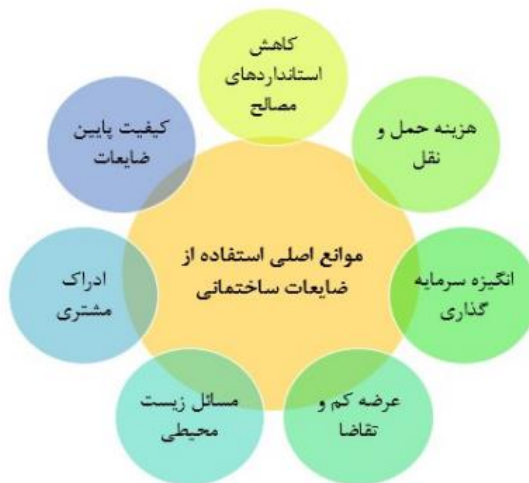 کاهش
استانداردهای
مصالح
هزینه حمل و
نقل
انگیزه سرمایه
گذاری
عرضه کم و
تقاضا
مسائل زیست
محیطی
ادراک
مشتری
کیفیت پایین
ضایعات
موانع اصلی استفاده از
ضایعات ساختمانی